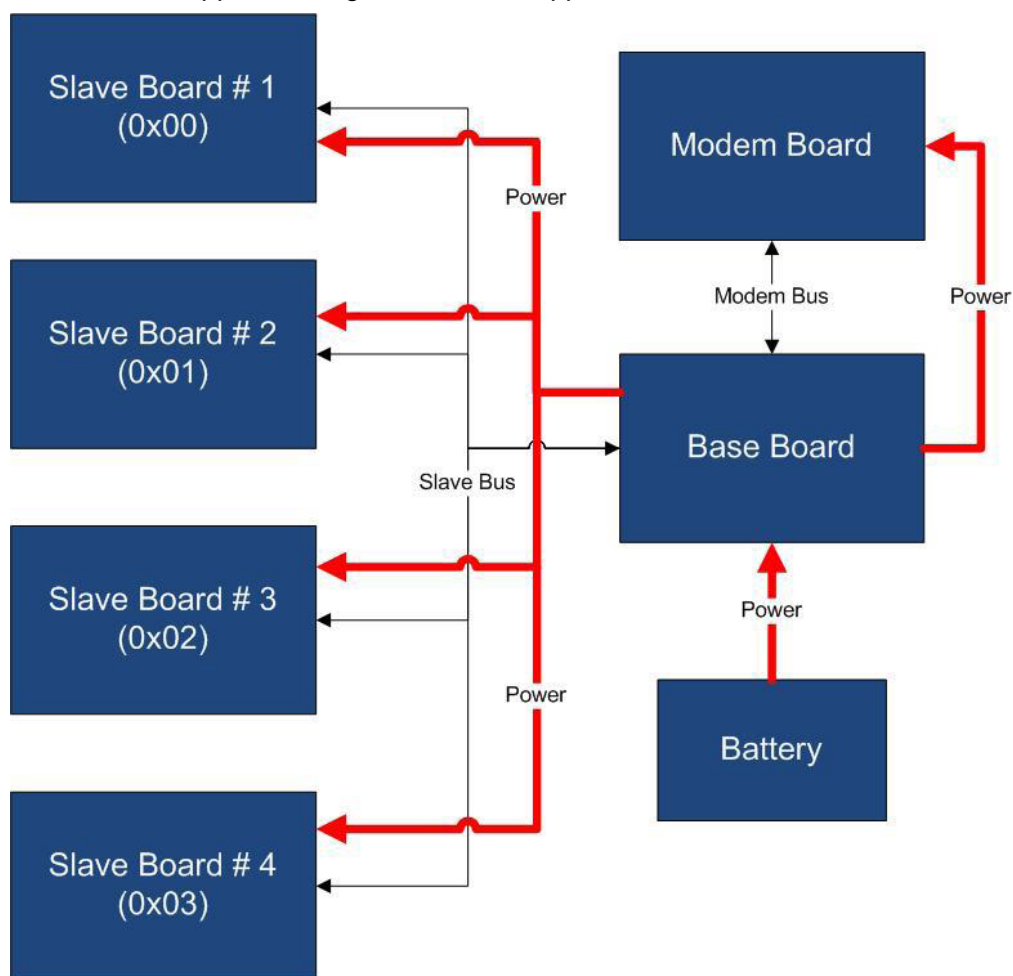 Slave Board # 1
(0x00)
Modem Board
Power
Modem Bus
Power
Slave Board # 2
(0x01)
Base Board
Slave Bus
Slave Board # 3
(0x02)
Power
Power
Battery
Slave Board # 4
(0x03)